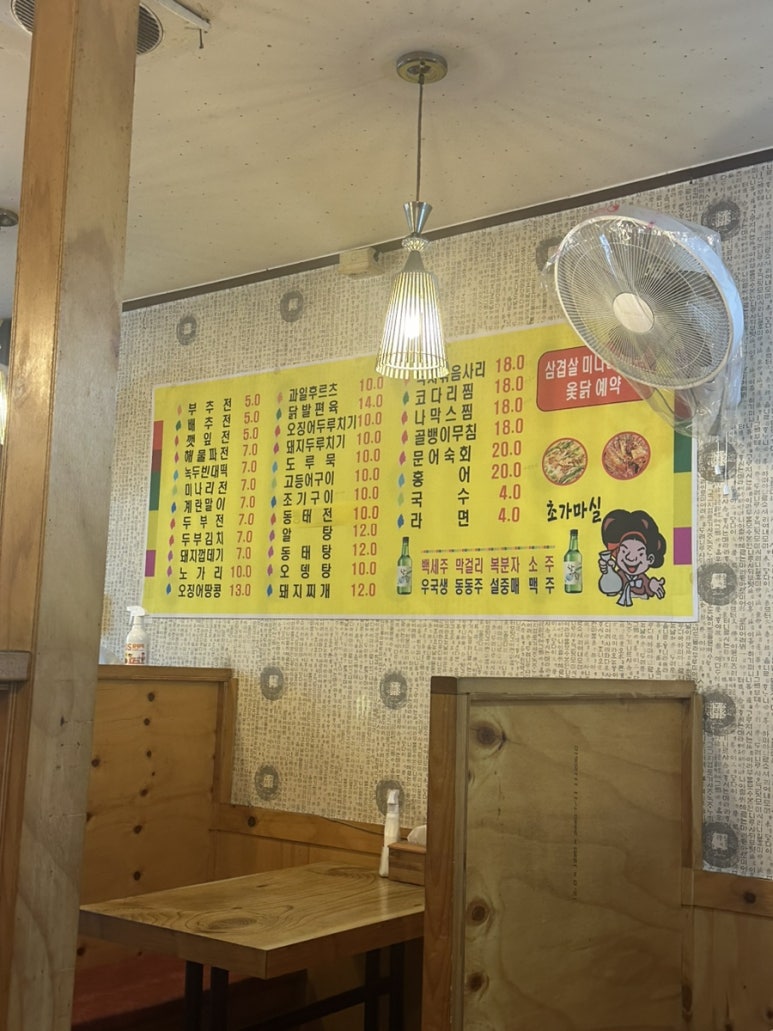 부추전 5.0
배추전 5.0
깻잎전 5.0
해물파전 7.0
녹두빈대떡 7.0
미나리전 7.0
계란말이 7.0
두부전 7.0
두부김치 7.0
돼지껍데기 7.0
노가리 10.0
오징어땅콩 13.0
과일후르츠 10.0
닭발편육 14.0
오징어두루치기 10.0
돼지두루치기 10.0
도루묵 10.0
고등어구이 10.0
조기구이 10.0
동태전 10.0
알탕 12.0
동태탕 12.0
오뎅탕 10.0
돼지찌개 12.0
18.0
코다리찜 18.0
나막스찜 18.0
골뱅이무침 18.0
문어숙회 20.0
홍어 20.0
국수 4.0
라면 4.0
삼겹살
옻닭 예약
초가마실
백세주 막걸리 복분자 소주
우국생 동동주 설중매 맥주